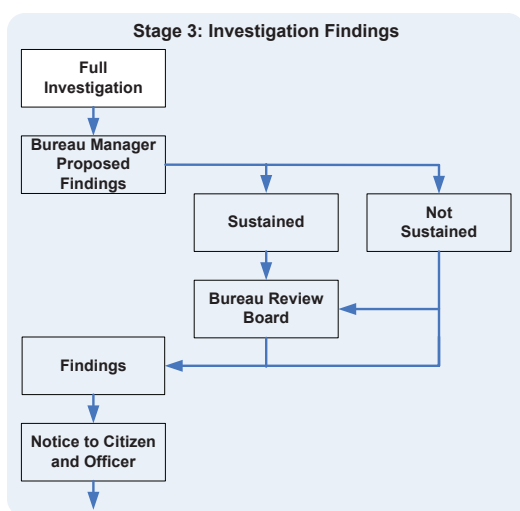 Stage 3: Investigation Findings
Full
Investigation
Bureau Manager
Proposed
Findings
Sustained
Not
Sustained
Bureau Review
Board
Findings
Notice to Citizen
and Officer